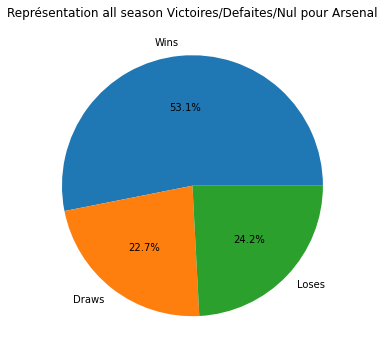 Représentation all season Victoires/Defaites/Nul pour Arsenal
Wins
53.1%
22.7%
24.2%
Draws
Loses